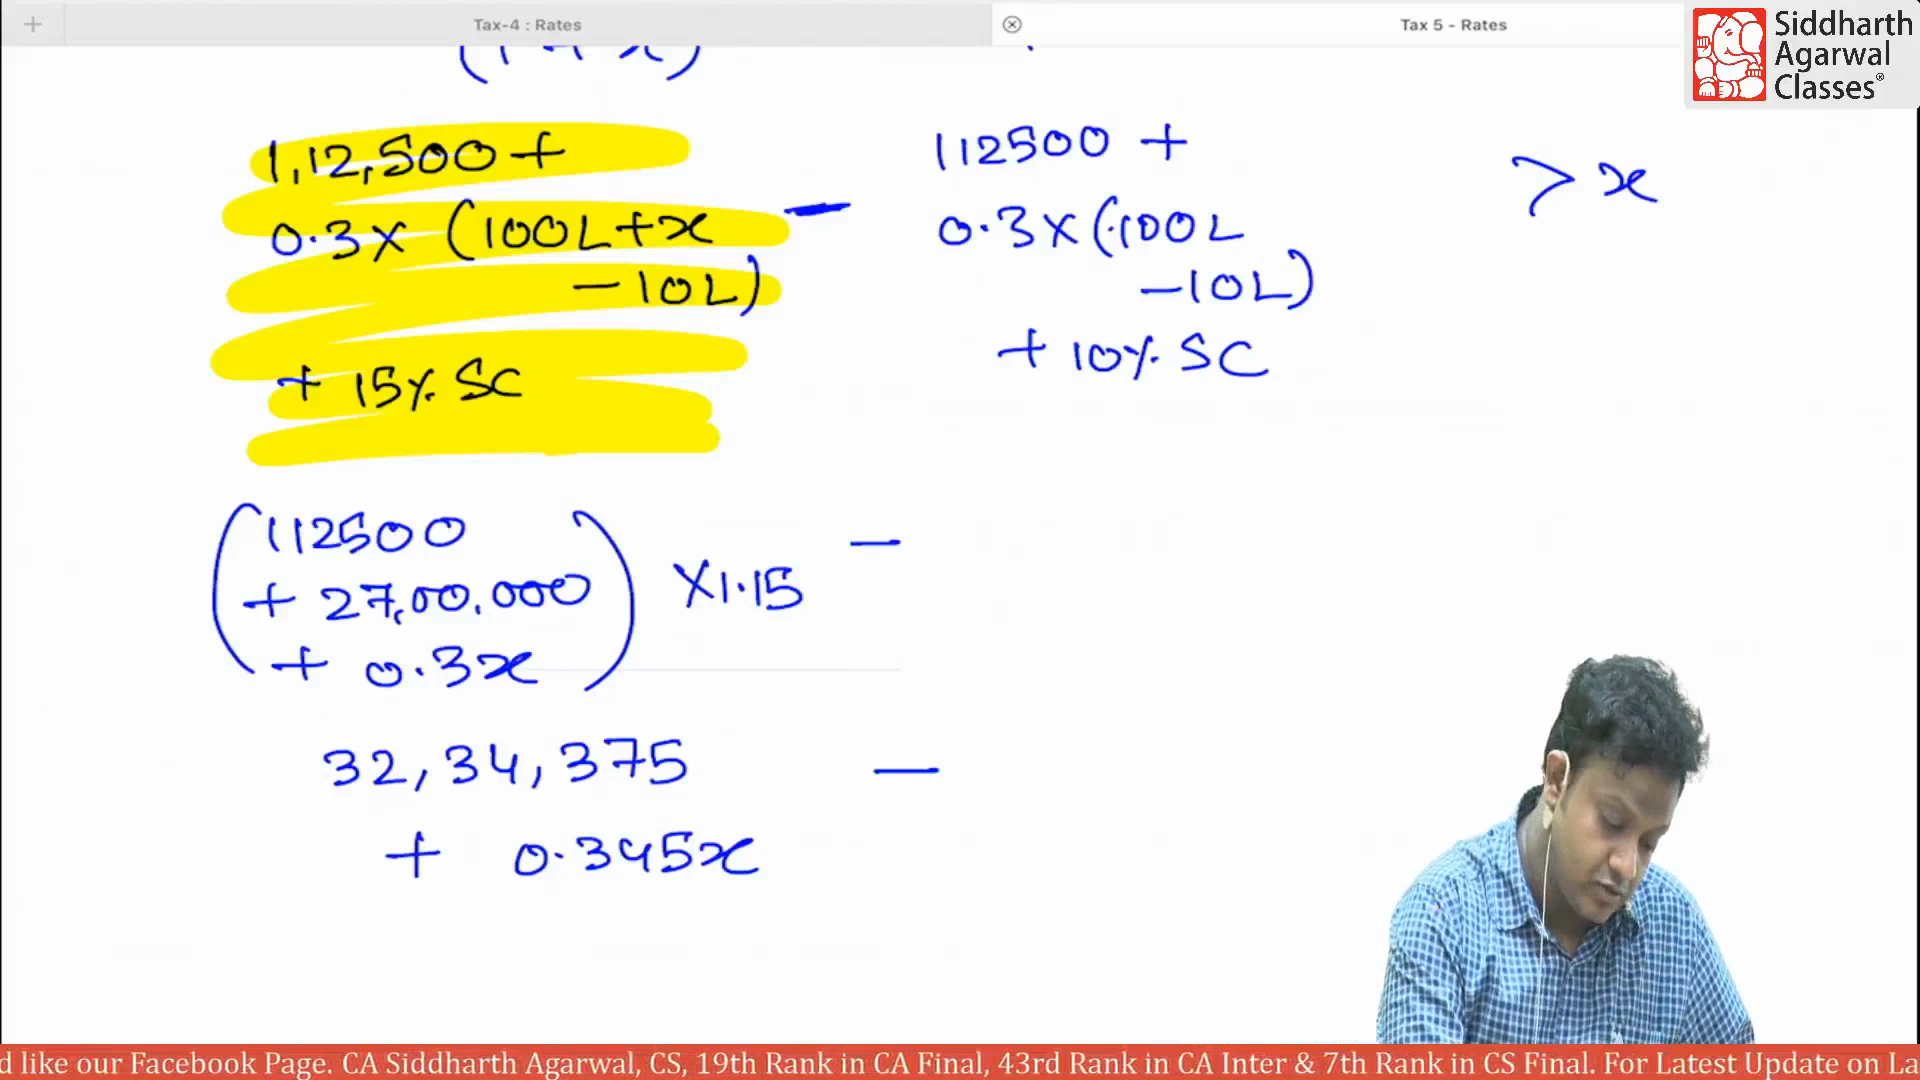 Tax-4 : Rates
Tax 5 - Rates
Siddharth
Agarwal
Classes®
1,12,500 +
0.3 x (100L + x
- 10L)
+ 15% SC
-
112500 +
0.3 x (100L
- 10L)
+ 10% SC
> x
(112500
+ 27,00,000
+ 0.3x) x 1.15 -
32,34,375 -
+ 0.345x
d like our Facebook Page. CA Siddharth Agarwal, CS, 19th Rank in CA Final, 43rd Rank in CA Inter & 7th Rank in CS Final. For Latest Update on La